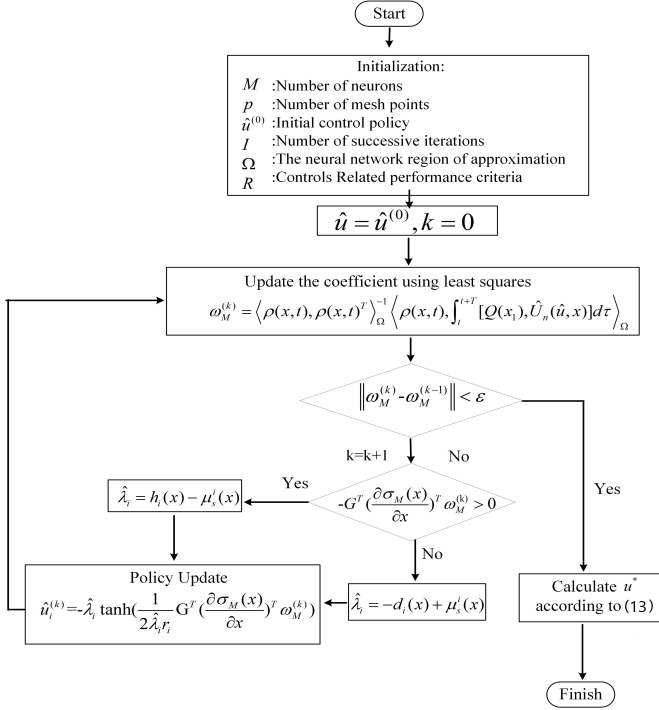 Start
Initialization:
M :Number of neurons
p :Number of mesh points
û⁽⁰⁾ :Initial control policy
I :Number of successive iterations
Ω :The neural network region of approximation
R :Controls Related performance criteria
û = û⁽⁰⁾, k = 0
Update the coefficient using least squares
ω_M^(k) = ⟨ρ(x,t), ρ(x,t)^T⟩_Ω^{-1} ⟨ρ(x,t), ∫_t^{t+T} [Q(x₁), Û_n(û, x)]dτ⟩_Ω
‖ω_M^(k) - ω_M^(k-1)‖ < ε
k=k+1
No
Yes
Yes
-G^T (∂σ_M(x)/∂x)^T ω_M^(k) > 0
λ̂_i = h_i(x) − μ_s^i(x)
No
Policy Update
û_i^(k) = -λ̂_i tanh(1/(2λ̂_i r_i) G^T (∂σ_M(x)/∂x)^T ω_M^(k))
λ̂_i = −d_i(x) + μ_s^i(x)
Calculate u*
according to (13)
Finish